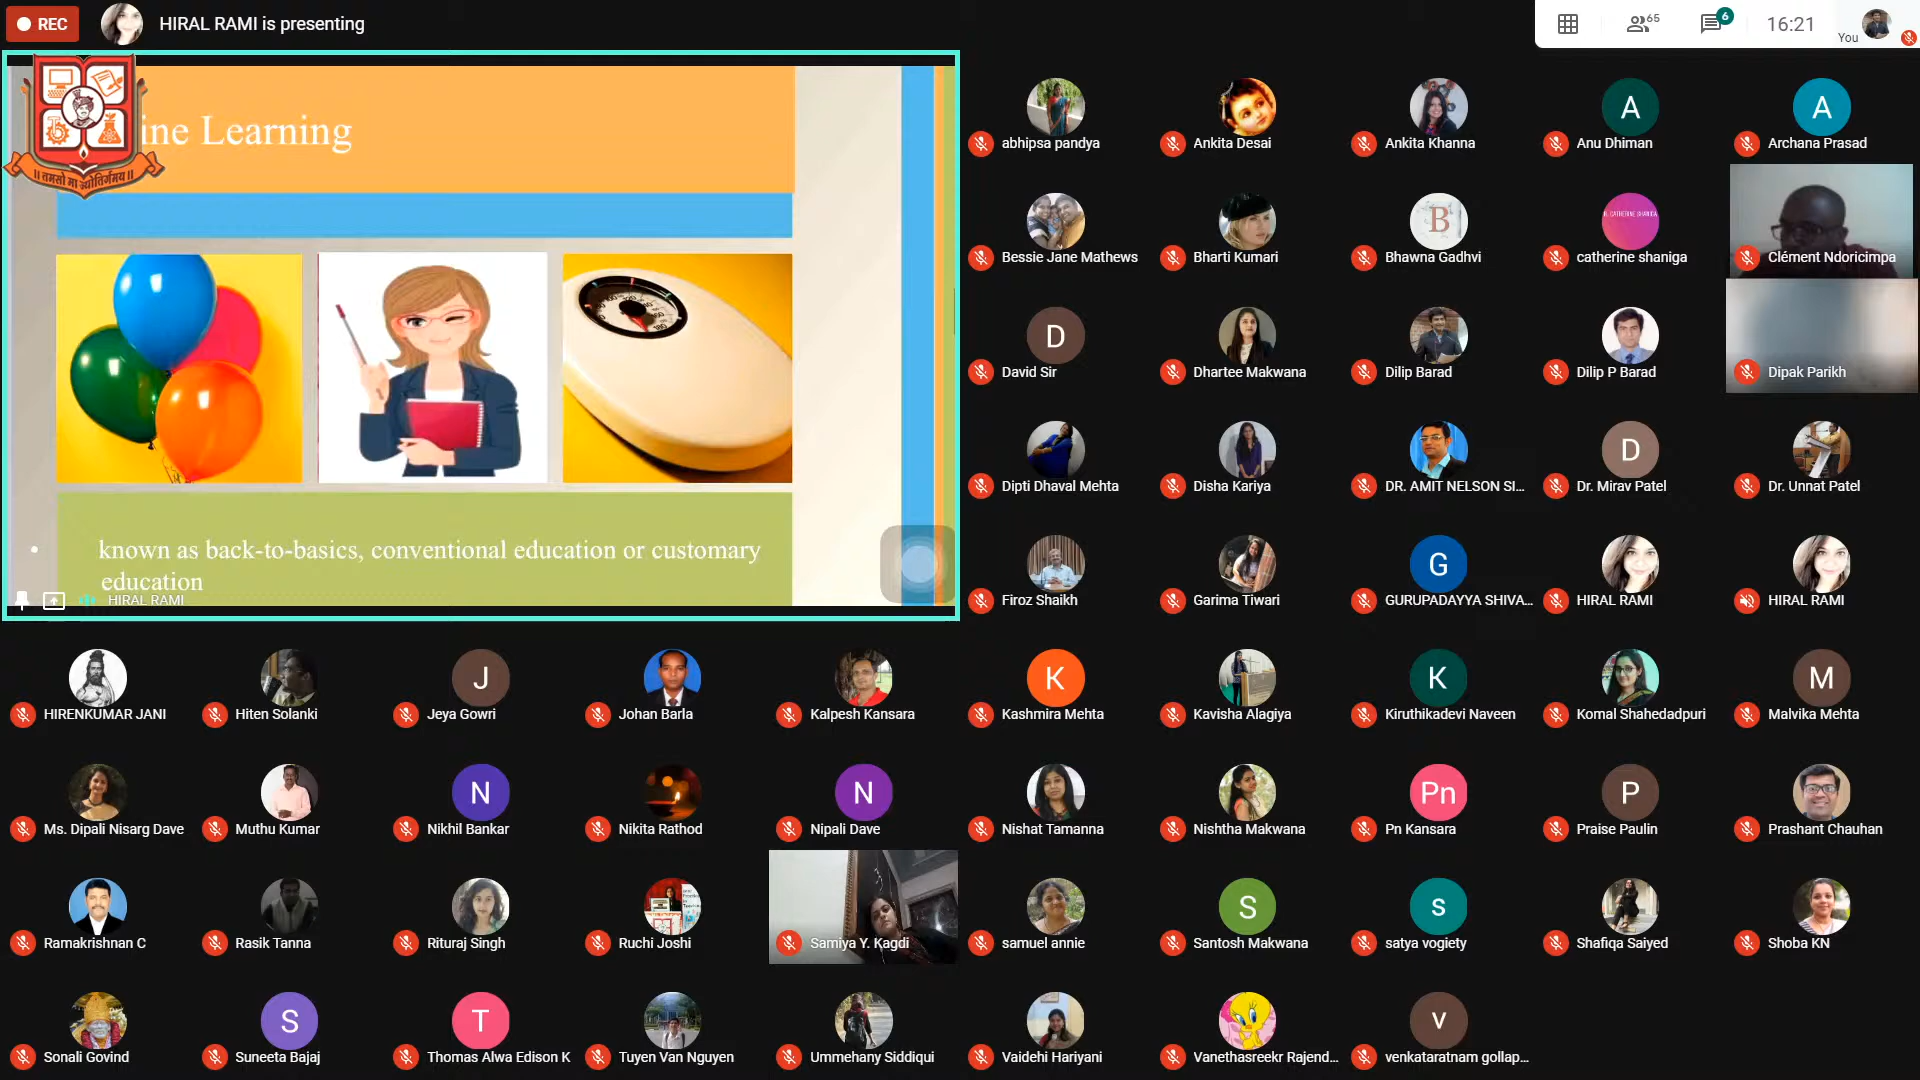 REC
HIRAL RAMI is presenting
65
6
16:21
You
ine Learning
|| तमसो मा ज्योतिर्गमय ||
known as back-to-basics, conventional education or customary
education
HIRAL RAMI
abhipsa pandya
Ankita Desai
Ankita Khanna
A
Anu Dhiman
A
Archana Prasad
Bessie Jane Mathews
Bharti Kumari
B
Bhawna Gadhvi
catherine shaniga
Clément Ndoricimpa
D
David Sir
Dhartee Makwana
Dilip Barad
Dilip P Barad
Dipak Parikh
Dipti Dhaval Mehta
Disha Kariya
DR. AMIT NELSON SI...
D
Dr. Mirav Patel
Dr. Unnat Patel
Firoz Shaikh
Garima Tiwari
G
GURUPADAYYA SHIVA...
HIRAL RAMI
HIRAL RAMI
HIRENKUMAR JANI
Hiten Solanki
J
Jeya Gowri
Johan Barla
Kalpesh Kansara
K
Kashmira Mehta
Kavisha Alagiya
K
Kiruthikadevi Naveen
Komal Shahedadpuri
M
Malvika Mehta
Ms. Dipali Nisarg Dave
Muthu Kumar
N
Nikhil Bankar
Nikita Rathod
N
Nipali Dave
Nishat Tamanna
Nishtha Makwana
Pn
Pn Kansara
P
Praise Paulin
Prashant Chauhan
Ramakrishnan C
Rasik Tanna
Rituraj Singh
Ruchi Joshi
Samiya Y. Kagdi
samuel annie
S
Santosh Makwana
s
satya vogiety
Shafiqa Saiyed
Shoba KN
Sonali Govind
S
Suneeta Bajaj
T
Thomas Alwa Edison K
Tuyen Van Nguyen
Ummehany Siddiqui
Vaidehi Hariyani
Vanethasreekr Rajend...
v
venkataratnam gollap...